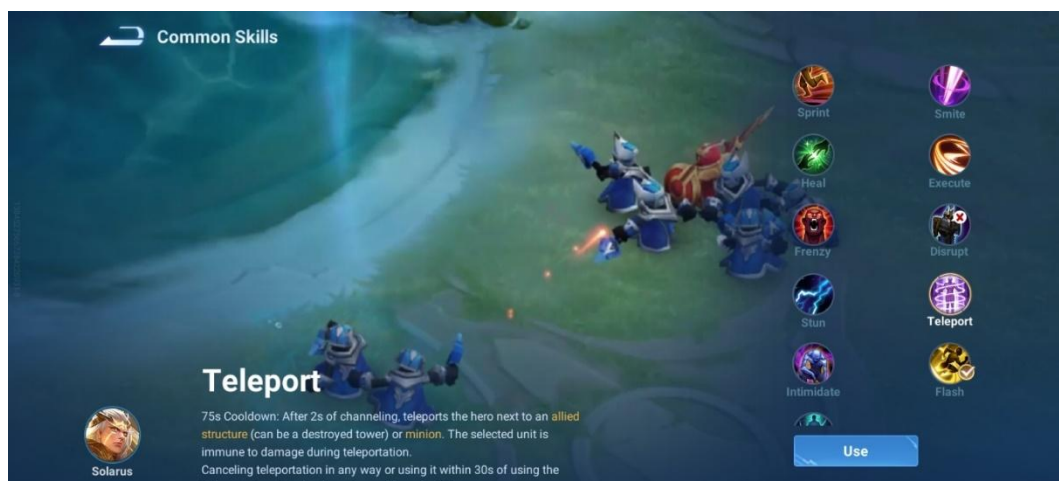 Common Skills
Sprint
Smite
Heal
Execute
Frenzy
Disrupt
Stun
Teleport
Intimidate
Flash
Teleport
75s Cooldown: After 2s of channeling, teleports the hero next to an allied
structure (can be a destroyed tower) or minion. The selected unit is
immune to damage during teleportation.
Canceling teleportation in any way or using it within 30s of using the
Solarus
Use